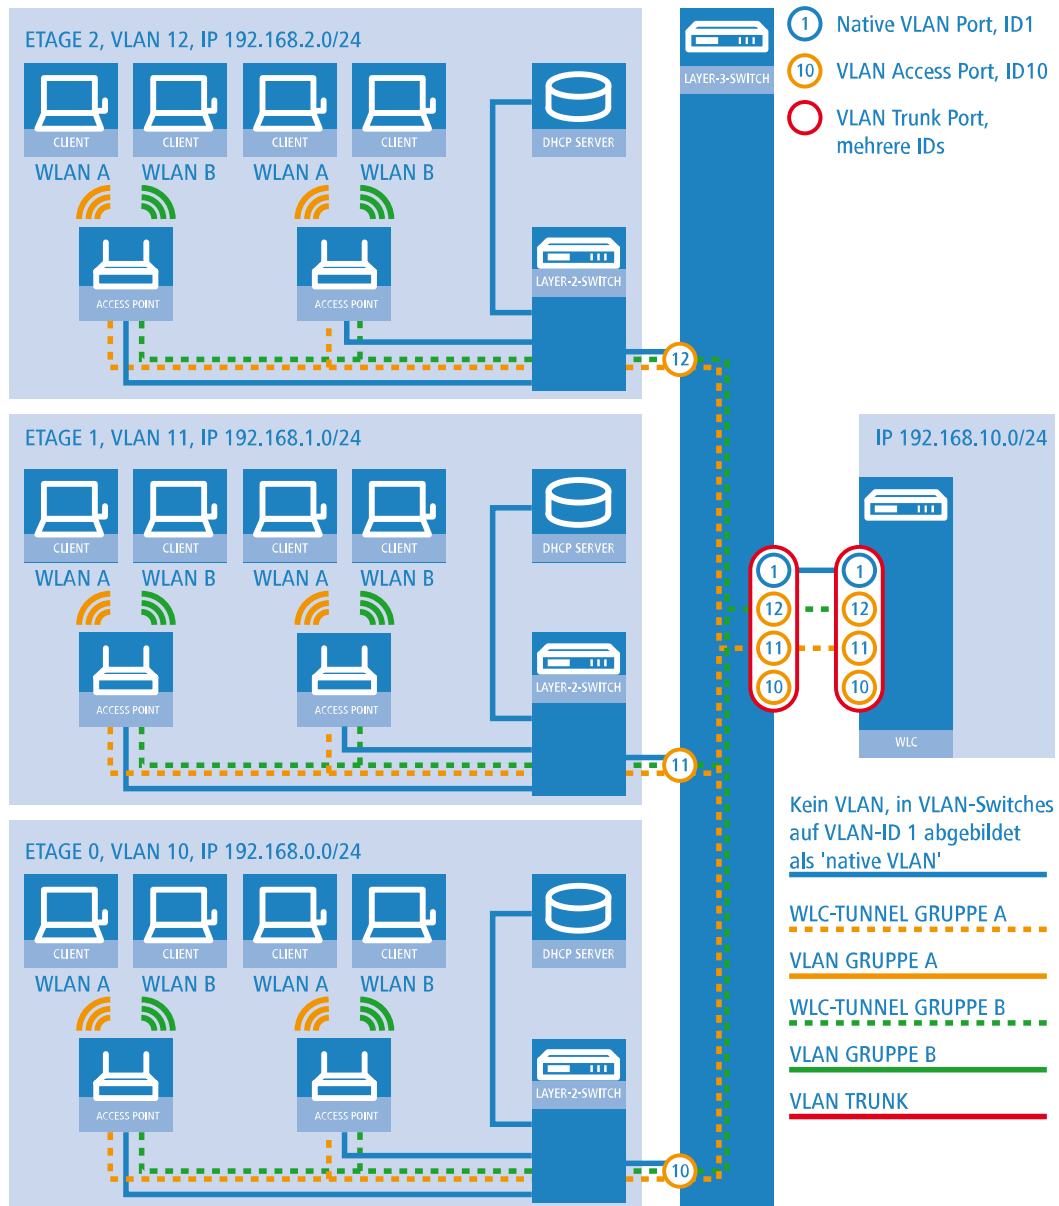 ETAGE 2, VLAN 12, IP 192.168.2.0/24
CLIENT
CLIENT
CLIENT
CLIENT
DHCP SERVER
WLAN A
WLAN B
WLAN A
WLAN B
ACCESS POINT
ACCESS POINT
LAYER-2-SWITCH
12
ETAGE 1, VLAN 11, IP 192.168.1.0/24
CLIENT
CLIENT
CLIENT
CLIENT
DHCP SERVER
WLAN A
WLAN B
WLAN A
WLAN B
ACCESS POINT
ACCESS POINT
LAYER-2-SWITCH
11
ETAGE 0, VLAN 10, IP 192.168.0.0/24
CLIENT
CLIENT
CLIENT
CLIENT
DHCP SERVER
WLAN A
WLAN B
WLAN A
WLAN B
ACCESS POINT
ACCESS POINT
LAYER-2-SWITCH
10
LAYER-3-SWITCH
1
Native VLAN Port, ID1
10
VLAN Access Port, ID10
VLAN Trunk Port,
mehrere IDs
IP 192.168.10.0/24
1
12
11
10
1
12
11
10
WLC
Kein VLAN, in VLAN-Switches
auf VLAN-ID 1 abgebildet
als 'native VLAN'
WLC-TUNNEL GRUPPE A
VLAN GRUPPE A
WLC-TUNNEL GRUPPE B
VLAN GRUPPE B
VLAN TRUNK